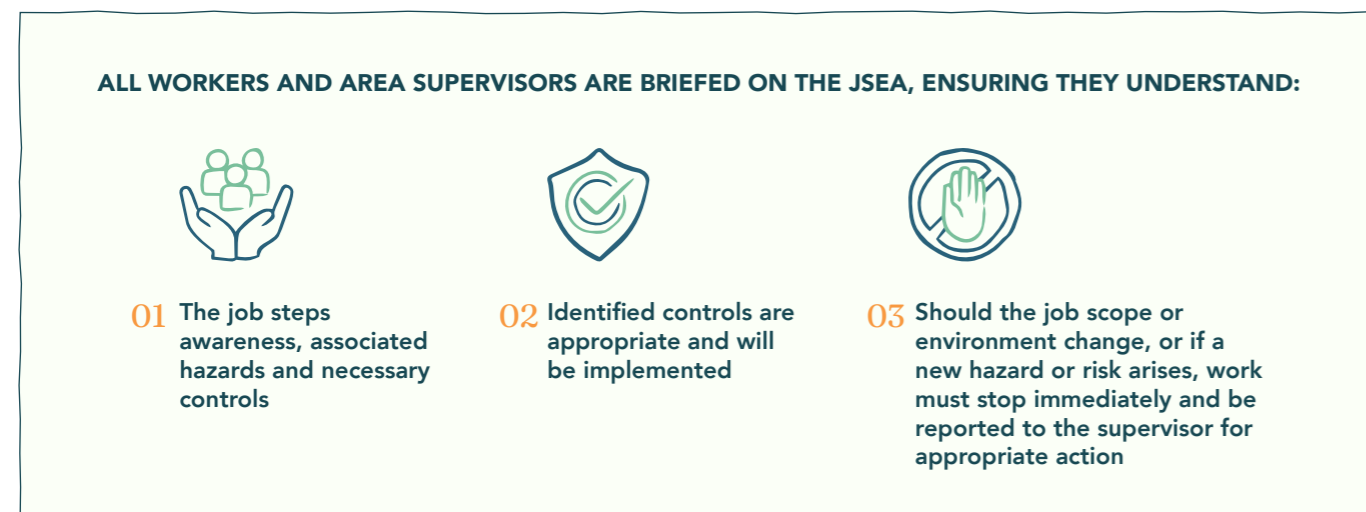 ALL WORKERS AND AREA SUPERVISORS ARE BRIEFED ON THE JSEA, ENSURING THEY UNDERSTAND:
01 The job steps
awareness, associated
hazards and necessary
controls
02 Identified controls are
appropriate and will
be implemented
03 Should the job scope or
environment change, or if a
new hazard or risk arises, work
must stop immediately and be
reported to the supervisor for
appropriate action